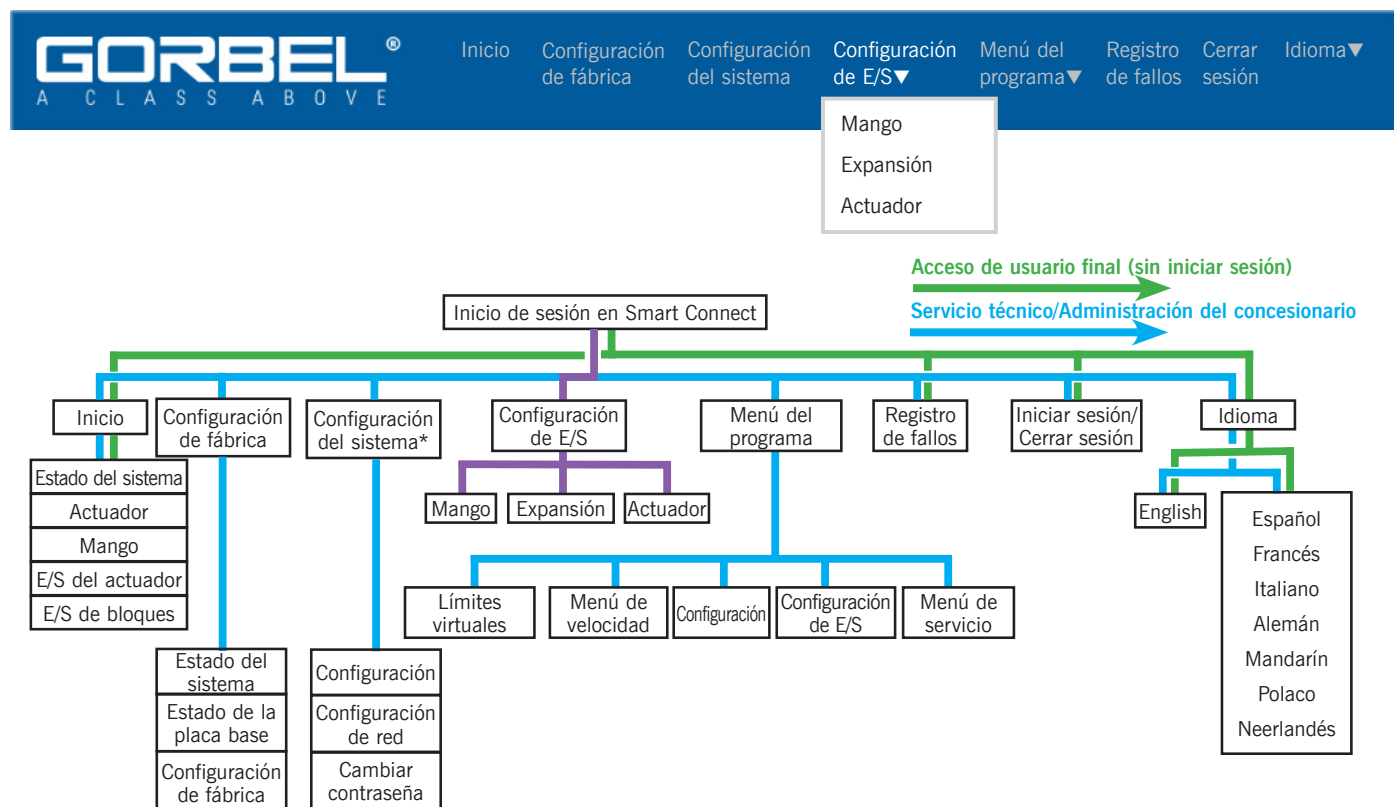 GORBEL®
A CLASS ABOVE
Inicio
Configuración
de fábrica
Configuración
del sistema
Configuración
de E/S▼
Menú del
programa▼
Registro
de fallos
Cerrar
sesión
Idioma▼
Mango
Expansión
Actuador
Acceso de usuario final (sin iniciar sesión)
Servicio técnico/Administración del concesionario
Inicio de sesión en Smart Connect
Inicio
Configuración
de fábrica
Configuración
del sistema*
Configuración
de E/S
Menú del
programa
Registro
de fallos
Iniciar sesión/
Cerrar sesión
Idioma
Estado del sistema
Actuador
Mango
E/S del actuador
E/S de bloques
Mango
Expansión
Actuador
English
Español
Francés
Italiano
Alemán
Mandarín
Polaco
Neerlandés
Límites
virtuales
Menú de
velocidad
Configuración
Configuración
de E/S
Menú de
servicio
Estado del
sistema
Estado de la
placa base
Configuración
de fábrica
Configuración
Configuración
de red
Cambiar
contraseña